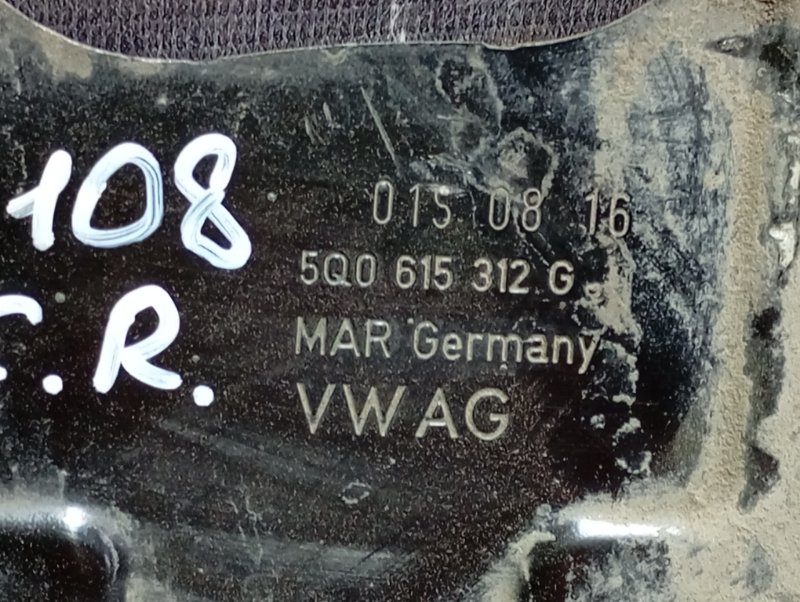 108
015 08 16
5Q0 615 312 G
.R.
MAR Germany
VW AG